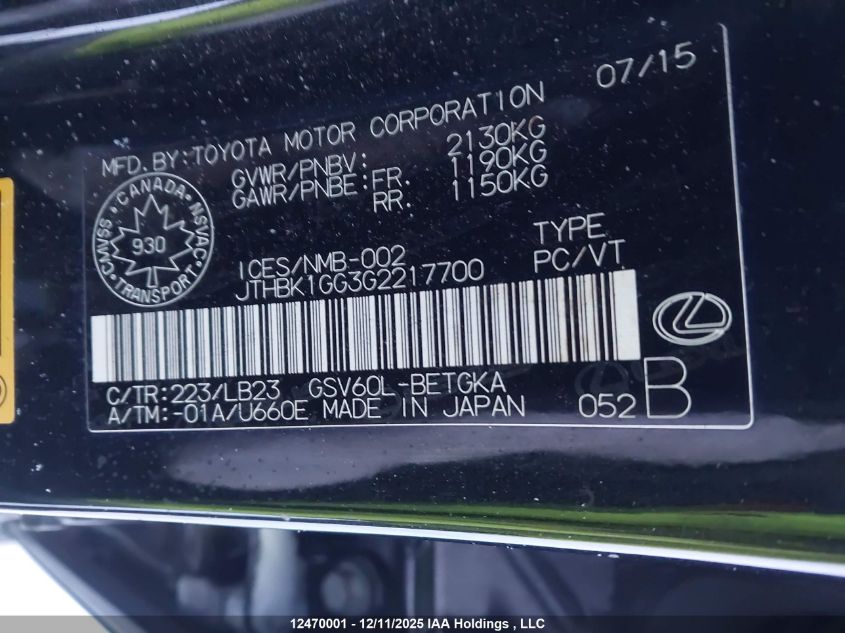 07/15
MFD.BY:TOYOTA MOTOR CORPORATION
GVWR/PNBV: 2130KG
GAWR/PNBE:FR: 1190KG
RR: 1150KG
CANADA
CMVSS
NSVAC
930
TRANSPORT
TYPE
ICES/NMB-002 PC/VT
JTHBK1GG3G2217700
C/TR:223/LB23 GSV60L-BETGKA
A/TM:-01A/U660E MADE IN JAPAN 052 B
12470001 - 12/11/2025 IAA Holdings , LLC